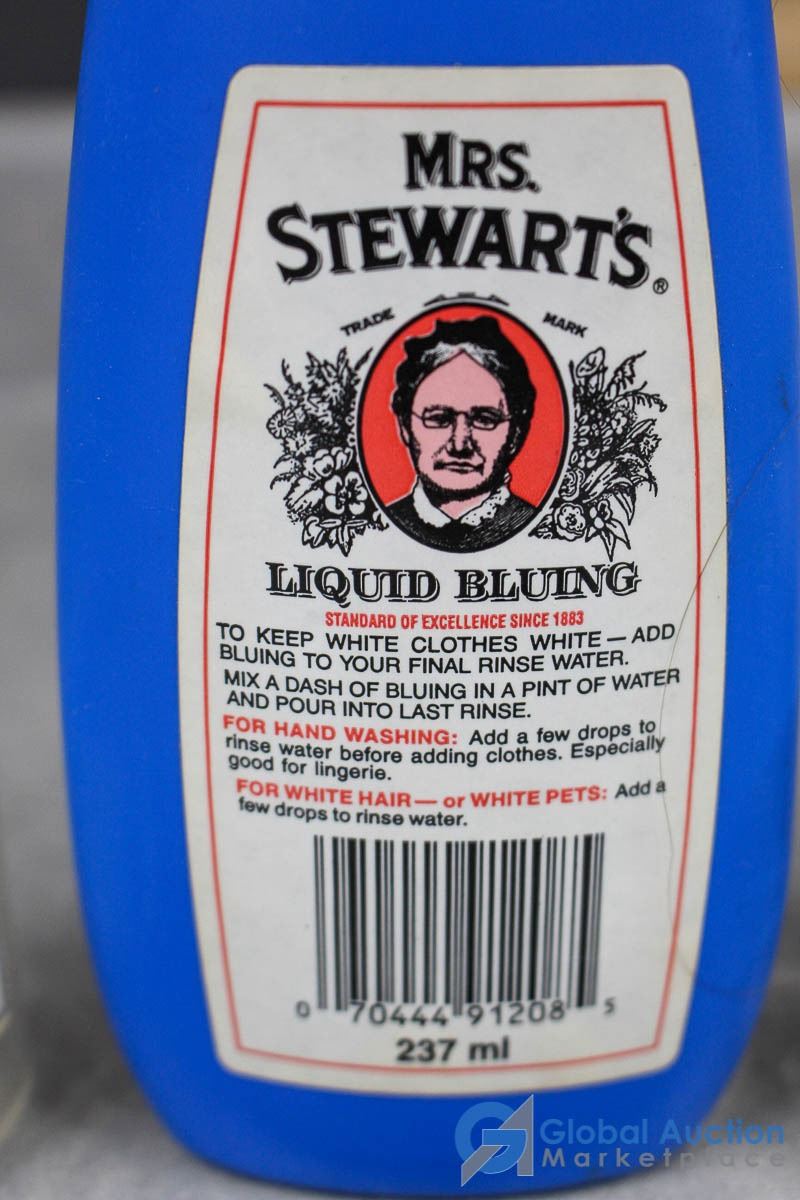 MRS.
STEWART'S®
TRADE MARK
LIQUID BLUING
STANDARD OF EXCELLENCE SINCE 1883
TO KEEP WHITE CLOTHES WHITE — ADD
BLUING TO YOUR FINAL RINSE WATER.
MIX A DASH OF BLUING IN A PINT OF WATER
AND POUR INTO LAST RINSE.
FOR HAND WASHING: Add a few drops to
rinse water before adding clothes. Especially
good for lingerie.
FOR WHITE HAIR — or WHITE PETS: Add a
few drops to rinse water.
0 70444 91208 5
237 ml
Global Auction
Marketplace